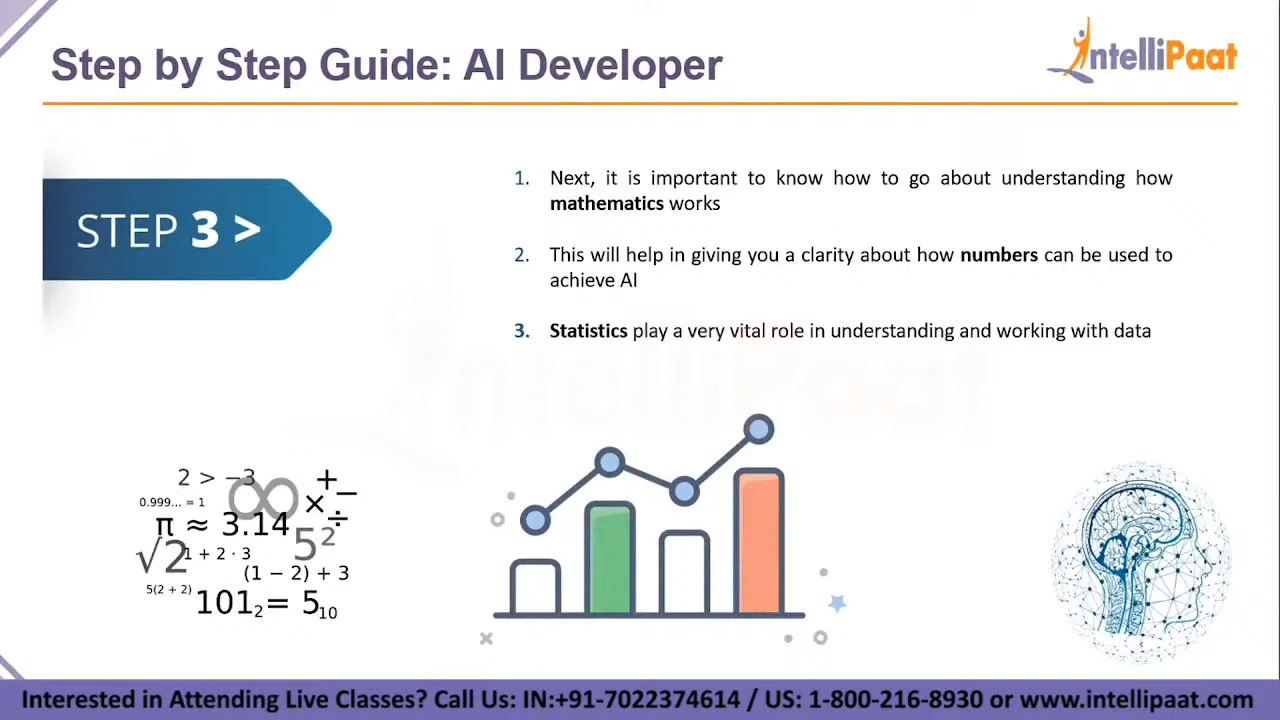 Step by Step Guide: AI Developer
IntelliPaat
STEP 3 >
1. Next, it is important to know how to go about understanding how
mathematics works
2. This will help in giving you a clarity about how numbers can be used to
achieve AI
3. Statistics play a very vital role in understanding and working with data
IntelliPaat
2 > −3
∞
+
−
×
÷
0.999... = 1
π ≈ 3.14
5²
√2
1 + 2 · 3
(1 − 2) + 3
5(2 + 2)
101₂ = 5₁₀
Interested in Attending Live Classes? Call Us: IN:+91-7022374614 / US: 1-800-216-8930 or www.intellipaat.com